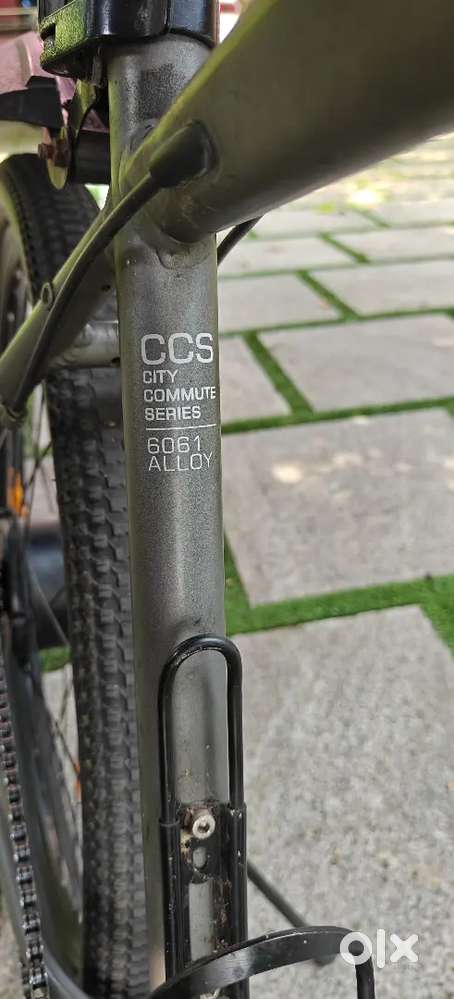 CCS
CITY
COMMUTE
SERIES
6061
ALLOY
olx